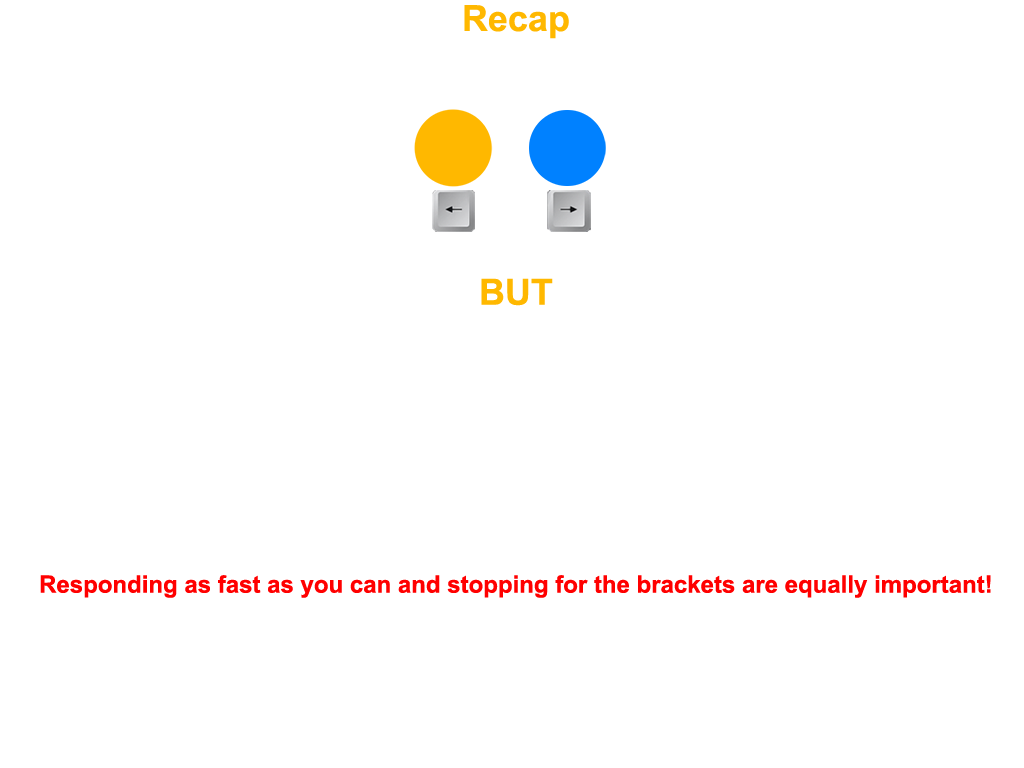 Recap
BUT
Responding as fast as you can and stopping for the brackets are equally important!